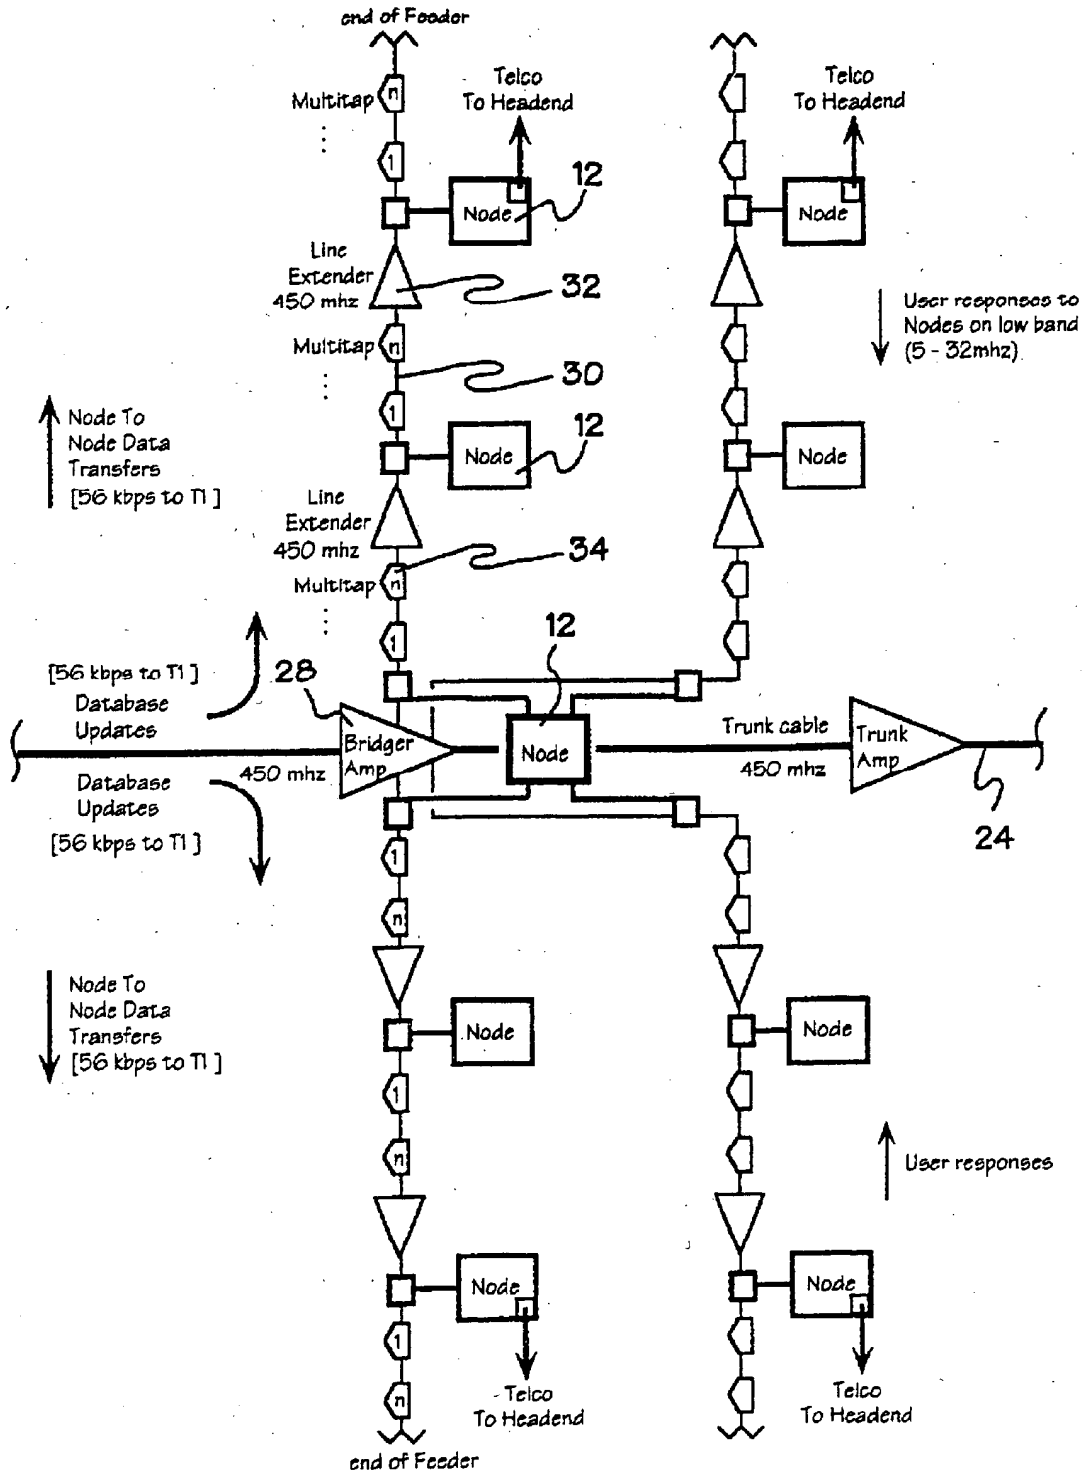 end of Feeder
Telco
To Headend
Telco
To Headend
Multitap
n
1
Node
12
Node
Line
Extender
450 mhz
32
User responses to
Nodes on low band
(5 - 32mhz)
Multitap
n
30
1
Node To
Node Data
Transfers
[56 kbps to T1 ]
12
Node
Node
Line
Extender
450 mhz
34
Multitap
n
1
12
[56 kbps to T1 ]
Database
Updates
28
Bridger
Amp
Node
Trunk cable
450 mhz
Trunk
Amp
24
450 mhz
Database
Updates
[56 kbps to T1 ]
1
n
Node To
Node Data
Transfers
[56 kbps to T1 ]
Node
Node
1
n
User responses
Node
Node
1
n
Telco
To Headend
Telco
To Headend
end of Feeder